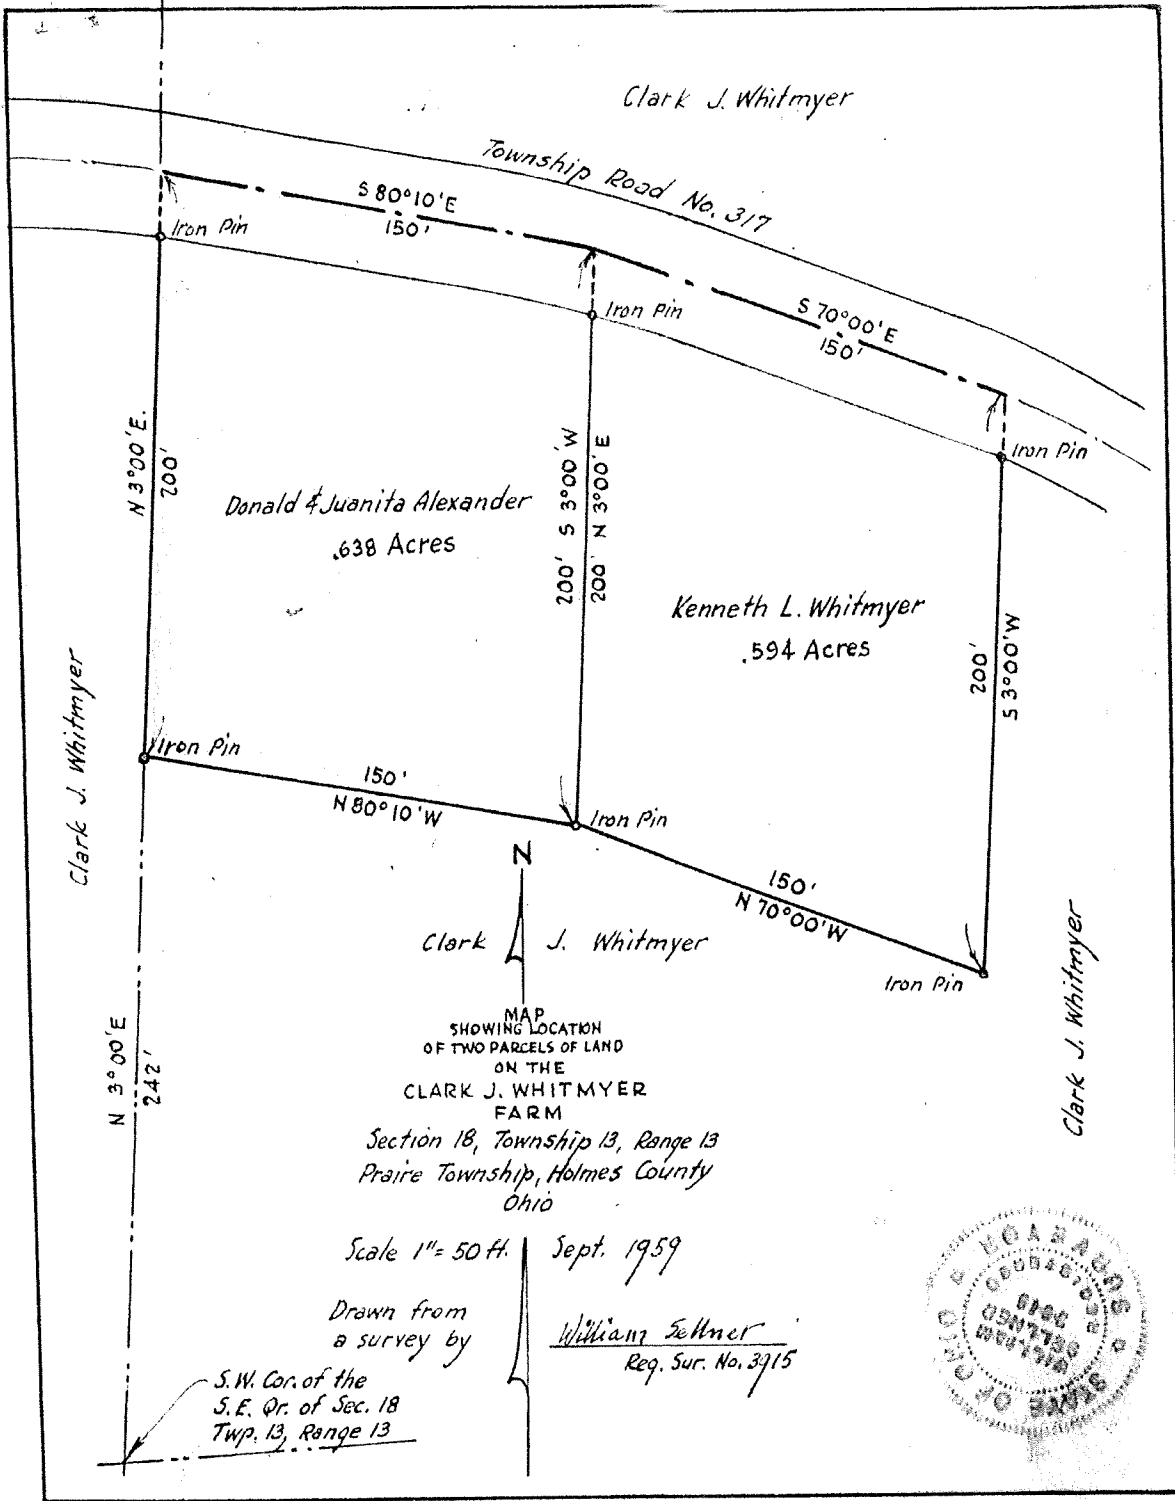 Clark J. Whitmyer
Township Road No. 317
S 80°10'E
150'
Iron Pin
Iron Pin
S 70°00'E
150'
Iron Pin
N 3°00'E.
200'
Donald & Juanita Alexander
.638 Acres
200' S 3°00'W
200' N 3°00'E
Kenneth L. Whitmyer
.594 Acres
200'
S 3°00'W
Clark J. Whitmyer
Iron Pin
150'
N 80°10'W
Iron Pin
150'
N 70°00'W
Iron Pin
N
Clark J. Whitmyer
Clark J. Whitmyer
N 3°00'E
242'
MAP
SHOWING LOCATION
OF TWO PARCELS OF LAND
ON THE
CLARK J. WHITMYER
FARM
Section 18, Township 13, Range 13
Praire Township, Holmes County
Ohio
Scale 1"= 50 ft. Sept. 1959
Drawn from
a survey by
William Sellner
Reg. Sur. No. 3915
S.W. Cor. of the
S.E. Qr. of Sec. 18
Twp. 13, Range 13
STATE OF OHIO